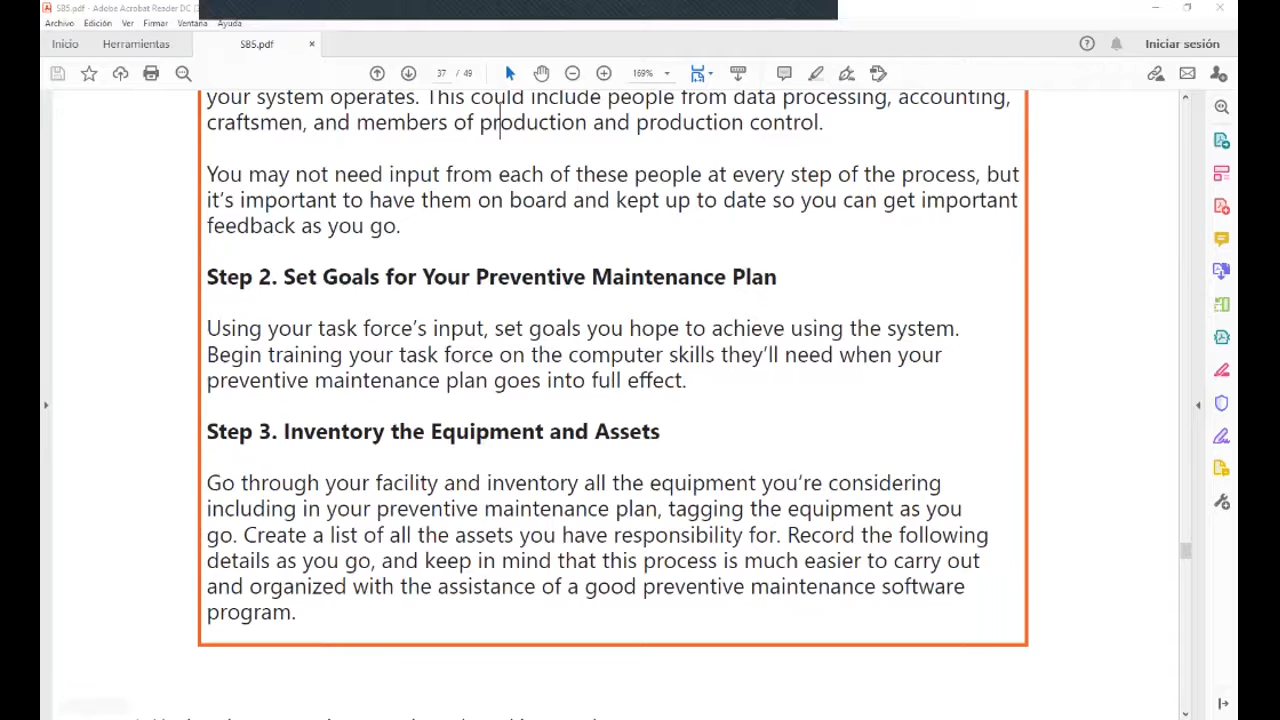 SB5.pdf - Adobe Acrobat Reader DC
Archivo Edición Ver Firmar Ventana Ayuda
Inicio Herramientas SB5.pdf × Iniciar sesión
37 / 49 169%
your system operates. This could include people from data processing, accounting,
craftsmen, and members of production and production control.
You may not need input from each of these people at every step of the process, but
it’s important to have them on board and kept up to date so you can get important
feedback as you go.
Step 2. Set Goals for Your Preventive Maintenance Plan
Using your task force’s input, set goals you hope to achieve using the system.
Begin training your task force on the computer skills they’ll need when your
preventive maintenance plan goes into full effect.
Step 3. Inventory the Equipment and Assets
Go through your facility and inventory all the equipment you’re considering
including in your preventive maintenance plan, tagging the equipment as you
go. Create a list of all the assets you have responsibility for. Record the following
details as you go, and keep in mind that this process is much easier to carry out
and organized with the assistance of a good preventive maintenance software
program.